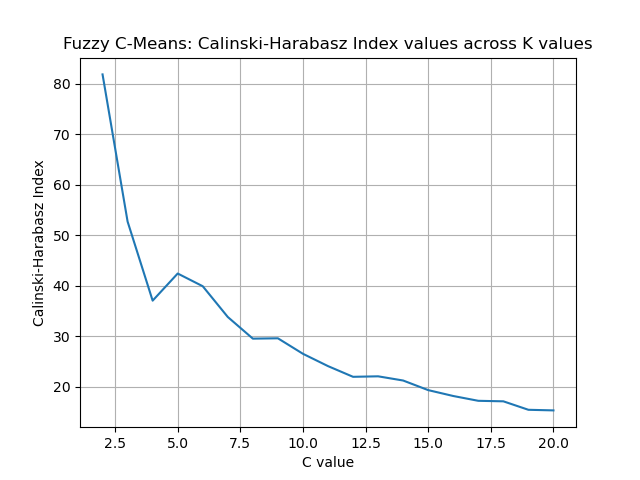 Fuzzy C-Means: Calinski-Harabasz Index values across K values
Calinski-Harabasz Index
80
70
60
50
40
30
20
2.5 5.0 7.5 10.0 12.5 15.0 17.5 20.0
C value